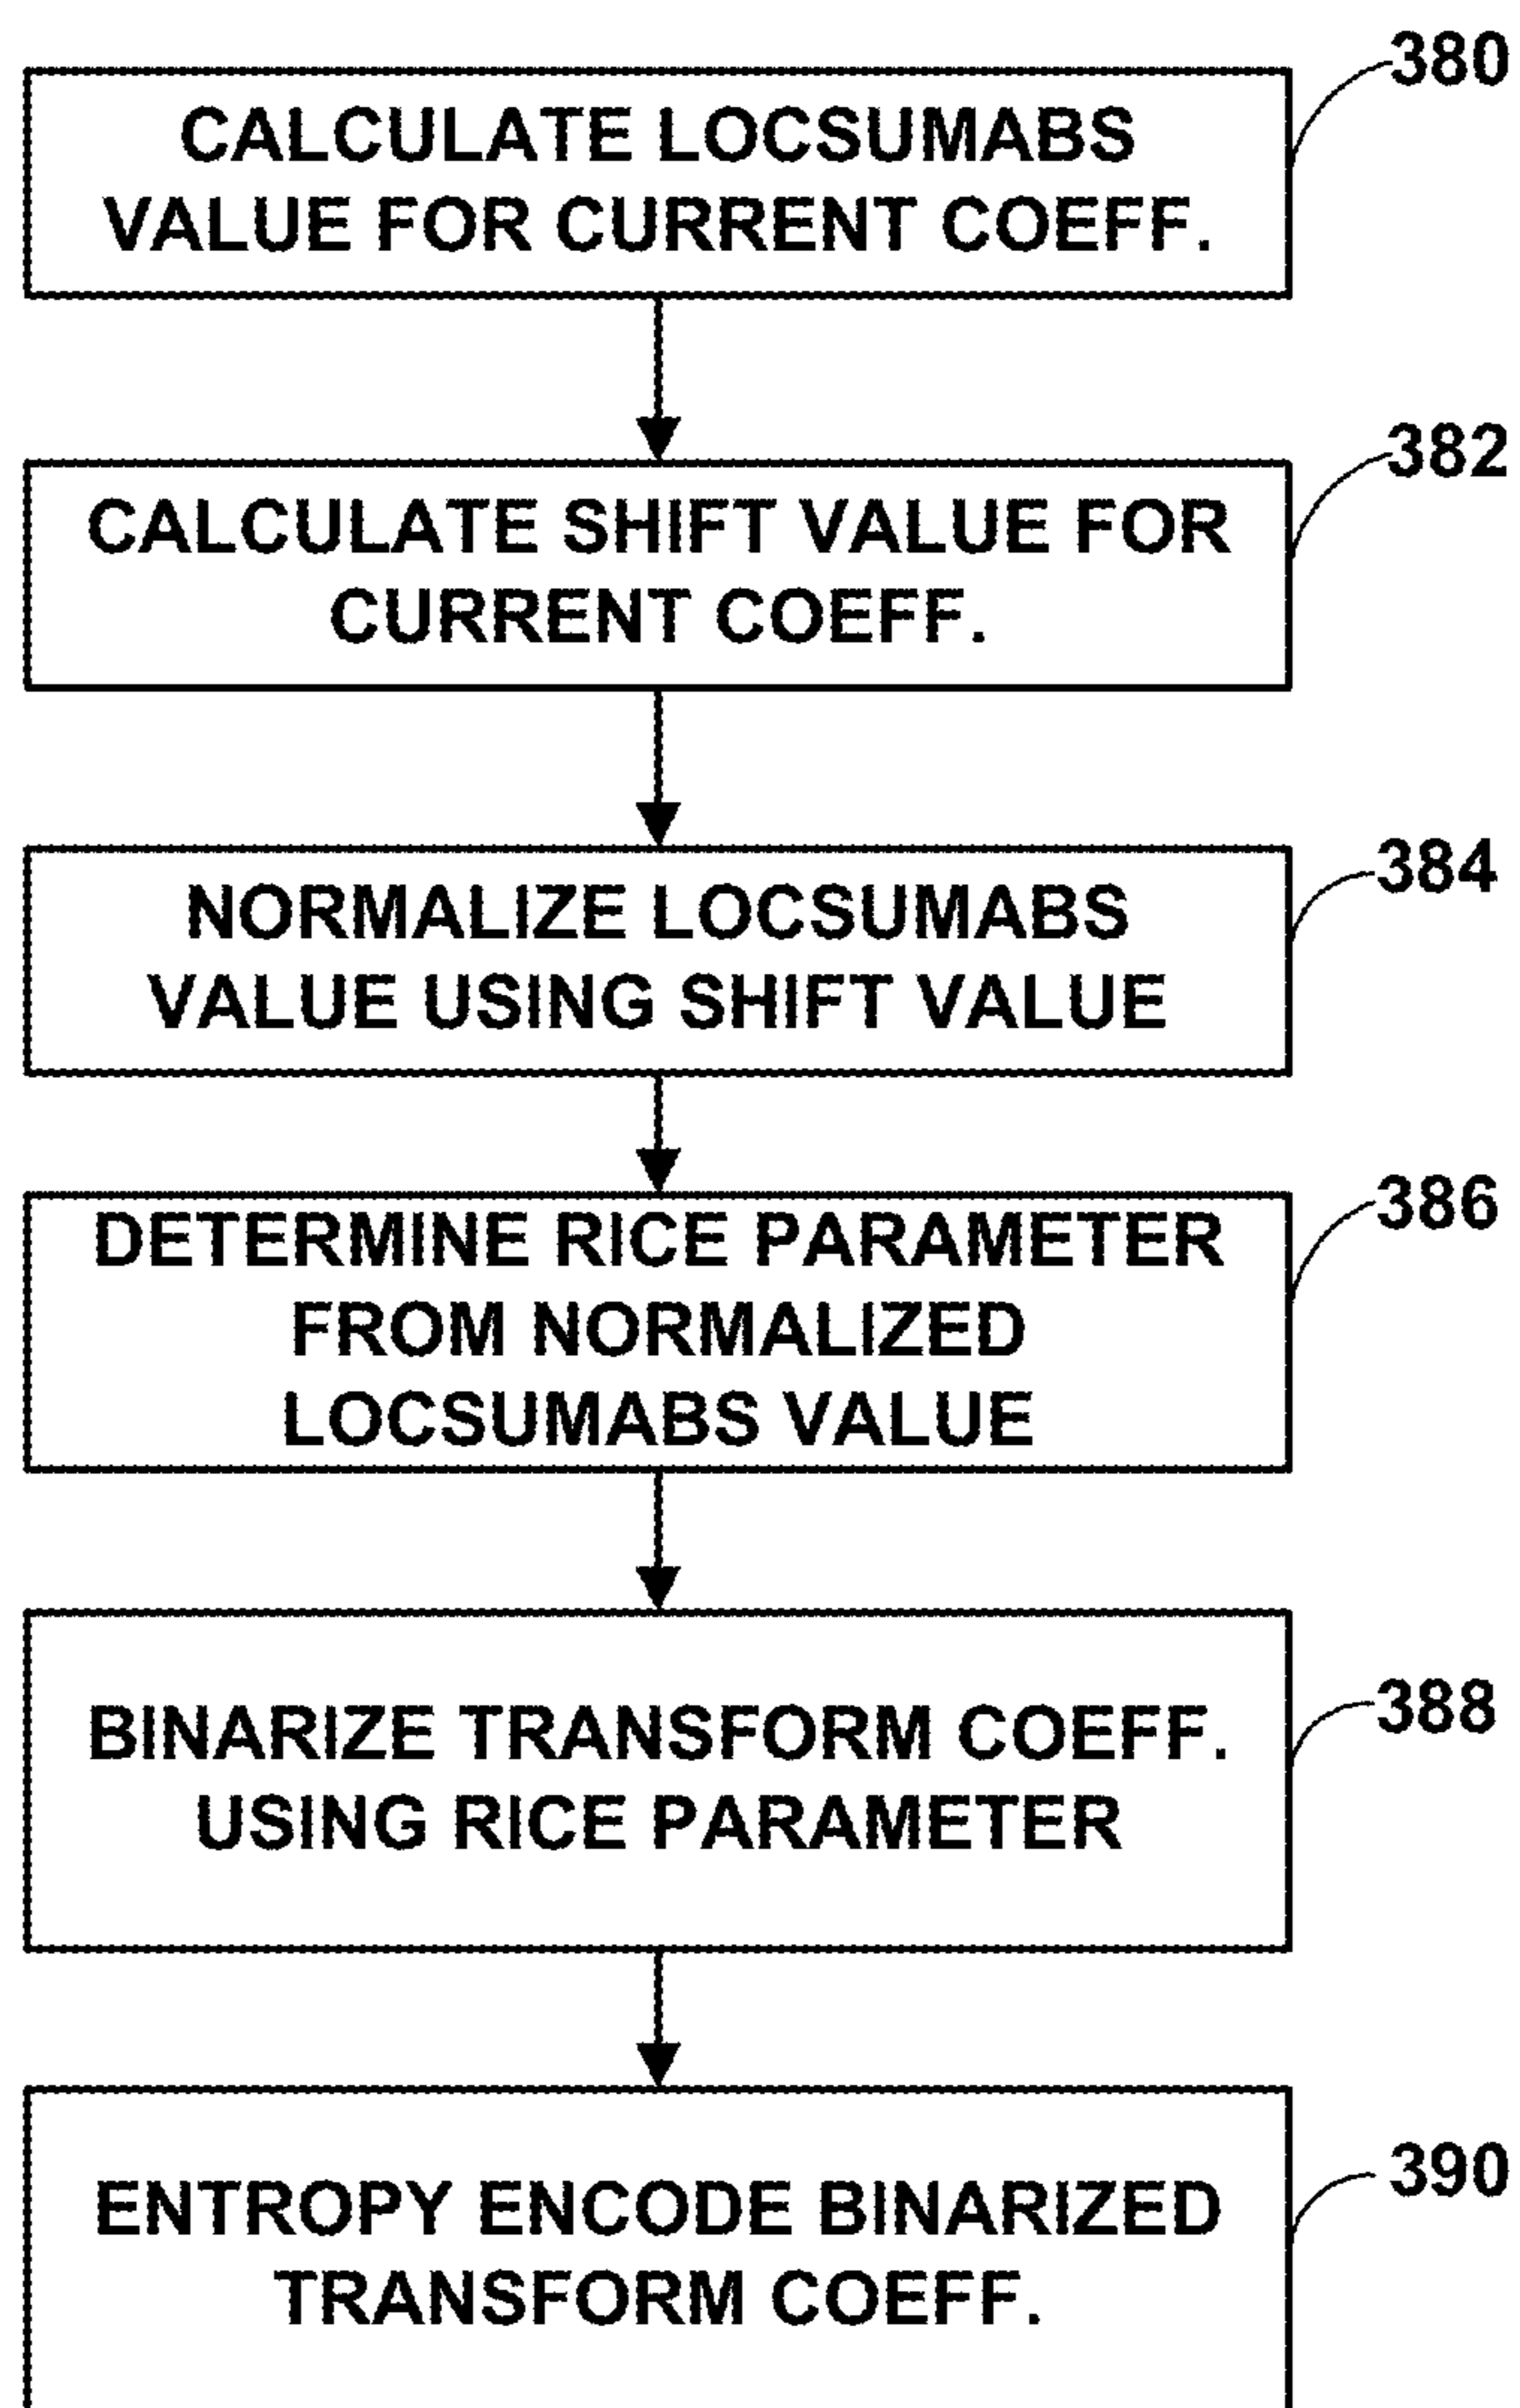 380
CALCULATE LOCSUMABS
VALUE FOR CURRENT COEFF.
382
CALCULATE SHIFT VALUE FOR
CURRENT COEFF.
384
NORMALIZE LOCSUMABS
VALUE USING SHIFT VALUE
386
DETERMINE RICE PARAMETER
FROM NORMALIZED
LOCSUMABS VALUE
388
BINARIZE TRANSFORM COEFF.
USING RICE PARAMETER
390
ENTROPY ENCODE BINARIZED
TRANSFORM COEFF.